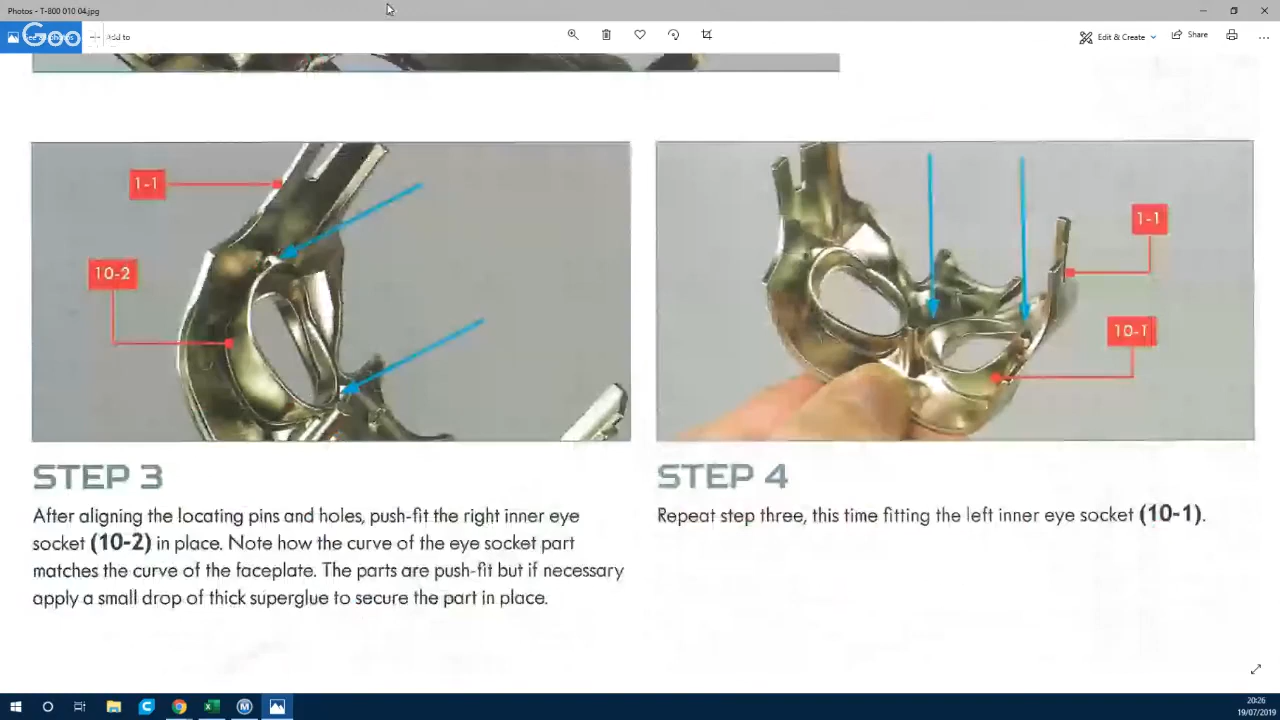 Photos - T-800 010 04.jpg
Goo
Add to
Edit & Create
Share
1-1
10-2
1-1
10-1
STEP 3
After aligning the locating pins and holes, push-fit the right inner eye
socket (10-2) in place. Note how the curve of the eye socket part
matches the curve of the faceplate. The parts are push-fit but if necessary
apply a small drop of thick superglue to secure the part in place.
STEP 4
Repeat step three, this time fitting the left inner eye socket (10-1).
20:26
19/07/2019